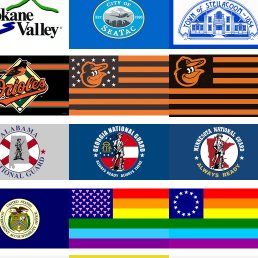 okane
Valley
CITY OF
SEATAC
TOWN OF STEILACOOM
Orioles
ALABAMA
NATIONAL GUARD
GEORGIA NATIONAL GUARD
ALWAYS READY ALWAYS THERE
MINNESOTA NATIONAL GUARD
ALWAYS READY